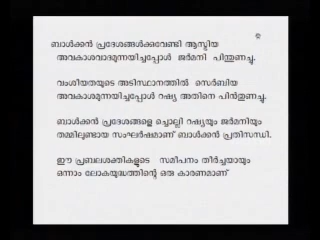 ബാൾക്കൻ പ്രദേശങ്ങൾക്കുവേണ്ടി ആസ്ട്രിയ
അവകാശവാദമുന്നയിച്ചപ്പോൾ ജർമനി പിന്തുണച്ചു.
വംശീയതയുടെ അടിസ്ഥാനത്തിൽ സെർബിയ
അവകാശമുന്നയിച്ചപ്പോൾ റഷ്യ അതിനെ പിൻതുണച്ചു.
ബാൾക്കൻ പ്രദേശങ്ങളെ ച്ചൊല്ലി റഷ്യയും ജർമനിയും
തമ്മിലുണ്ടായ സംഘർഷമാണ് ബാൾക്കൻ പ്രതിസന്ധി.
ഈ പ്രബലശക്തികളുടെ സമീപനം തീർച്ചയായും
ഒന്നാം ലോകയുദ്ധത്തിന്റെ ഒരു കാരണമാണ്